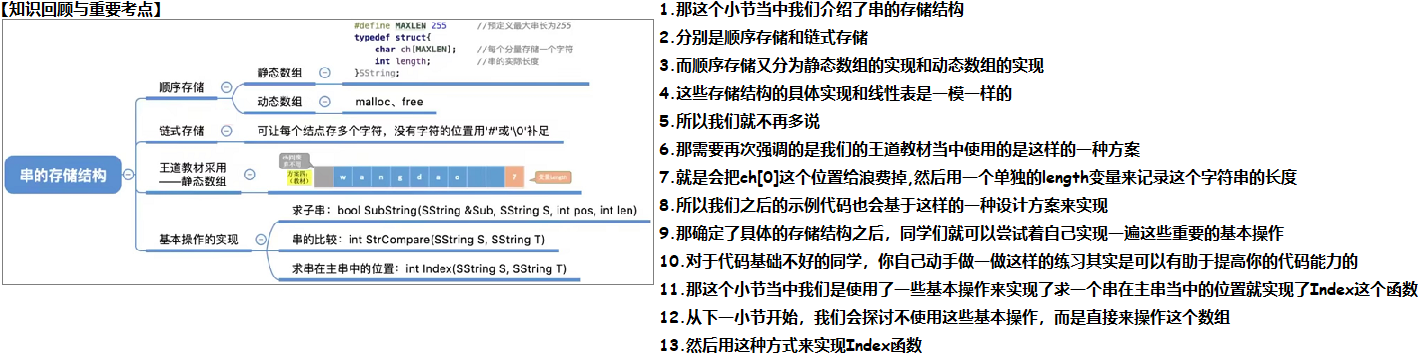 【知识回顾与重要考点】
#define MAXLEN 255 //预定义最大串长为255
typedef struct{
char ch[MAXLEN]; //每个分量存储一个字符
int length; //串的实际长度
}SString;
静态数组
顺序存储
动态数组
malloc、free
链式存储
可让每个结点存多个字符，没有字符的位置用'#'或'\0'补足
串的存储结构
王道教材采用
——静态数组
方案四：
（教材）
w a n g d a o 7
变量Length
求子串：bool SubString(SString &Sub, SString S, int pos, int len)
基本操作的实现
串的比较：int StrCompare(SString S, SString T)
求串在主串中的位置：int Index(SString S, SString T)
1.那这个小节当中我们介绍了串的存储结构
2.分别是顺序存储和链式存储
3.而顺序存储又分为静态数组的实现和动态数组的实现
4.这些存储结构的具体实现和线性表是一模一样的
5.所以我们就不再多说
6.那需要再次强调的是我们的王道教材当中使用的是这样的一种方案
7.就是会把ch[0]这个位置给浪费掉,然后用一个单独的length变量来记录这个字符串的长度
8.所以我们之后的示例代码也会基于这样的一种设计方案来实现
9.那确定了具体的存储结构之后，同学们就可以尝试着自己实现一遍这些重要的基本操作
10.对于代码基础不好的同学，你自己动手做一做这样的练习其实是可以有助于提高你的代码能力的
11.那这个小节当中我们是使用了一些基本操作来实现了求一个串在主串当中的位置就实现了Index这个函数
12.从下一小节开始，我们会探讨不使用这些基本操作，而是直接来操作这个数组
13.然后用这种方式来实现Index函数